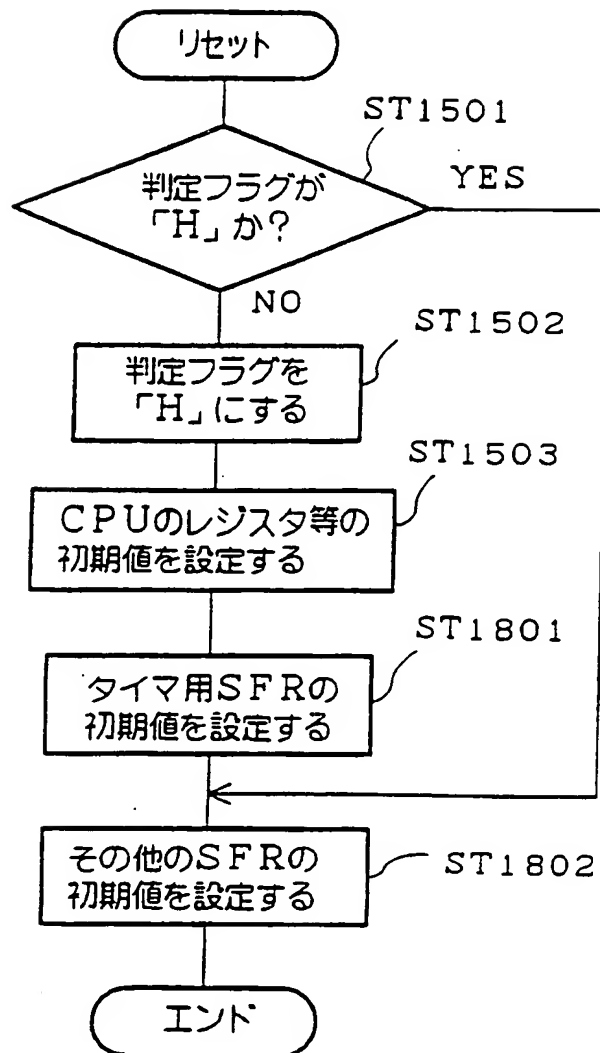 リセット
ST1501
判定フラグが
「H」か?
YES
NO
ST1502
判定フラグを
「H」にする
ST1503
CPUのレジスタ等の
初期値を設定する
ST1801
タイマ用SFRの
初期値を設定する
その他のSFRの
初期値を設定する
ST1802
エンド